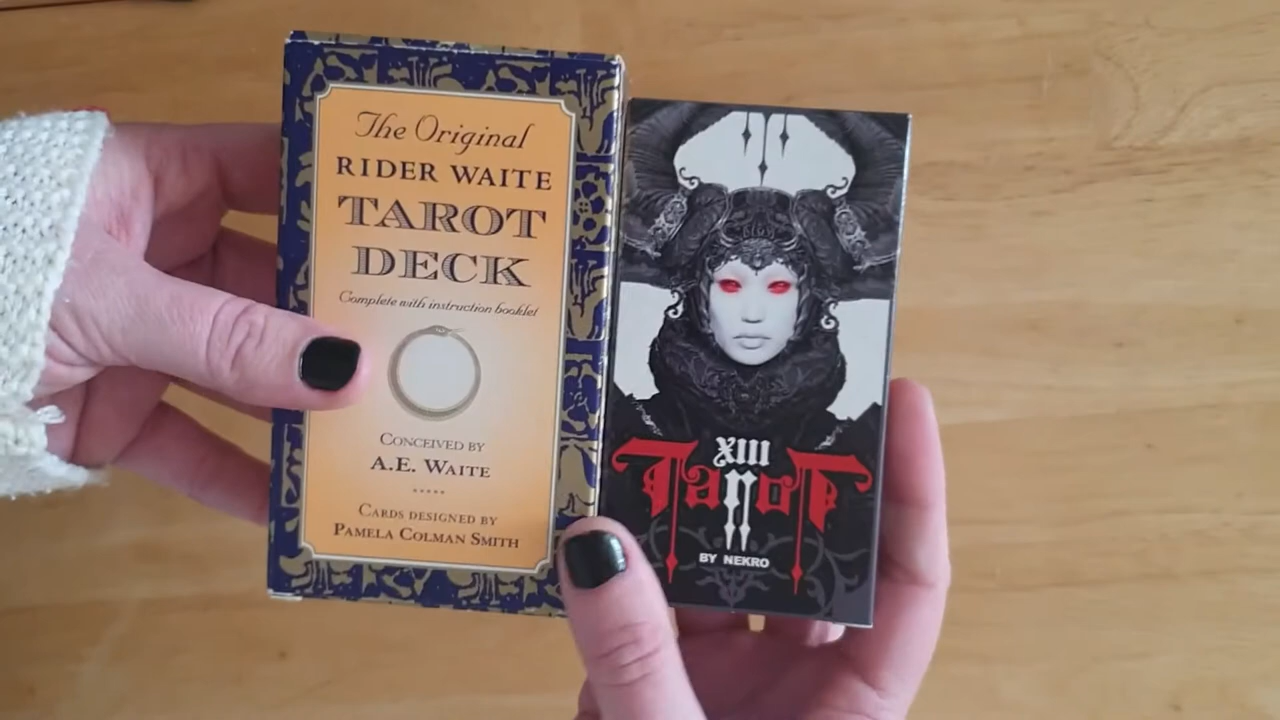 The Original
RIDER WAITE
TAROT
DECK
Complete with instruction booklet
CONCEIVED BY
A.E. WAITE
CARDS DESIGNED BY
PAMELA COLMAN SMITH
XIII
TaroT
BY NEKRO